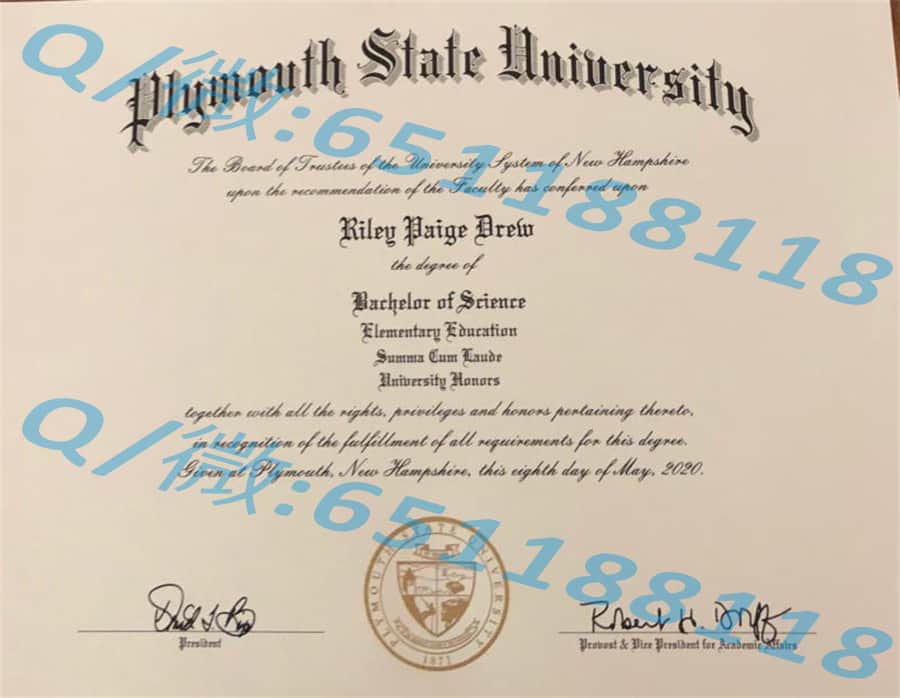 Plymouth State University
The Board of Trustees of the University System of New Hampshire
upon the recommendation of the Faculty has conferred upon
Riley Paige Drew
the degree of
Bachelor of Science
Elementary Education
Summa Cum Laude
University Honors
together with all the rights, privileges and honors pertaining thereto,
in recognition of the fulfillment of all requirements for this degree.
Given at Plymouth, New Hampshire, this eighth day of May, 2020.
PLYMOUTH STATE UNIVERSITY
1871
President
Robert H.
Provost & Vice President for Academic Affairs
Q/微:651188118
Q/微:651188118